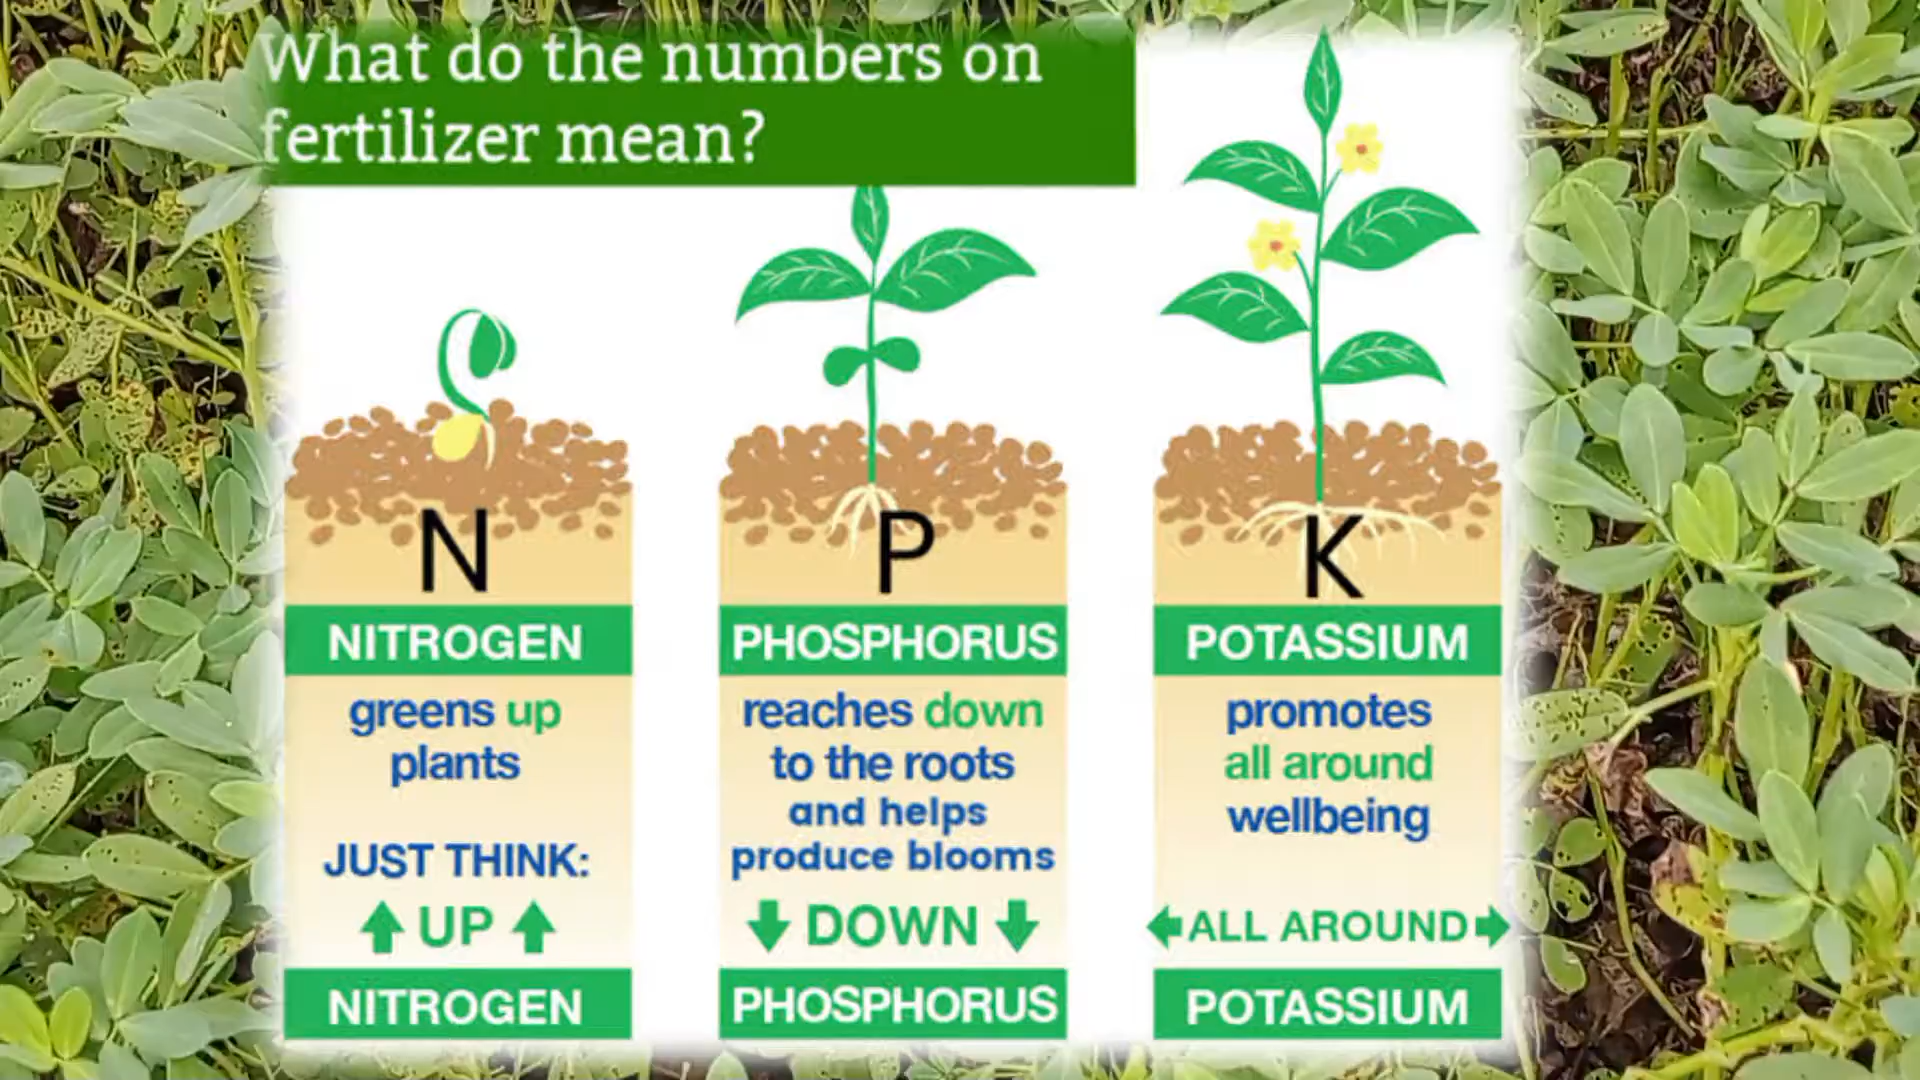 What do the numbers on
fertilizer mean?
N
NITROGEN
greens up
plants
JUST THINK:
UP
NITROGEN
P
PHOSPHORUS
reaches down
to the roots
and helps
produce blooms
DOWN
PHOSPHORUS
K
POTASSIUM
promotes
all around
wellbeing
ALL AROUND
POTASSIUM